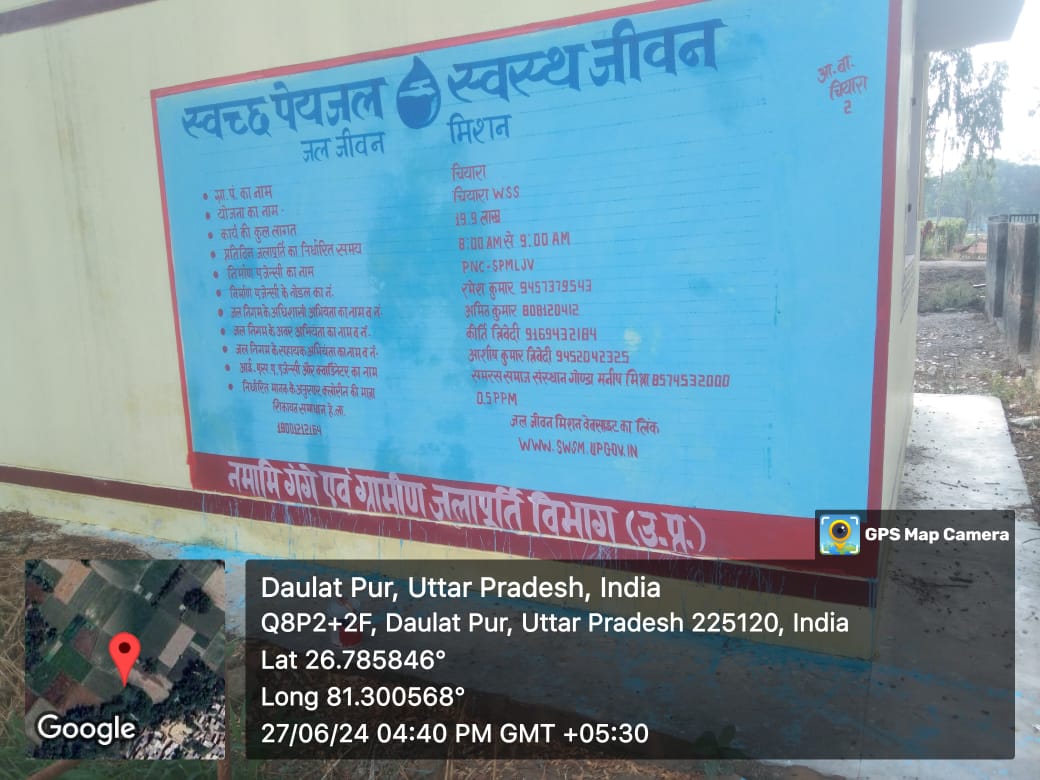 स्वच्छ पेयजल स्वस्थ जीवन
जल जीवन मिशन
आ. बा.
चियारा
2
• ग्रा. पं. का नाम चियारा
• योजना का नाम - चियारा WSS
• कार्य की कुल लागत 19.9 लाख
• प्रतिदिन जलापूर्ति का निर्धारित समय 8:00 AM से 9:00 AM
• निर्माण एजेन्सी का नाम PNC-SPMLJV
• निर्माण एजेन्सी के नोडल का नं. रमेश कुमार 9457379543
• जल निगम के अधिशासी अभियंता का नाम व नं. अमित कुमार 808120412
• जल निगम के अवर अभियंता का नाम व नं. कीर्ति त्रिवेदी 9169432184
• जल निगम के सहायक अभियंता का नाम व नं. आशीष कुमार त्रिवेदी 9452042325
• आई. एस. ए. एजेन्सी और क्वार्डिनेटर का नाम समरस समाज संस्थान गोण्डा मनीष मिश्रा 8574532000
• निर्धारित मानक के अनुसार क्लोरीन की मात्रा 0.5 PPM
शिकायत समाधान हे. ला. जल जीवन मिशन वेबसाइट का लिंक
18001212164 WWW.SWSM.UPGOV.IN
नमामि गंगे एवं ग्रामीण जलापूर्ति विभाग (उ.प्र.)
GPS Map Camera
Daulat Pur, Uttar Pradesh, India
Q8P2+2F, Daulat Pur, Uttar Pradesh 225120, India
Lat 26.785846°
Long 81.300568°
27/06/24 04:40 PM GMT +05:30
Google